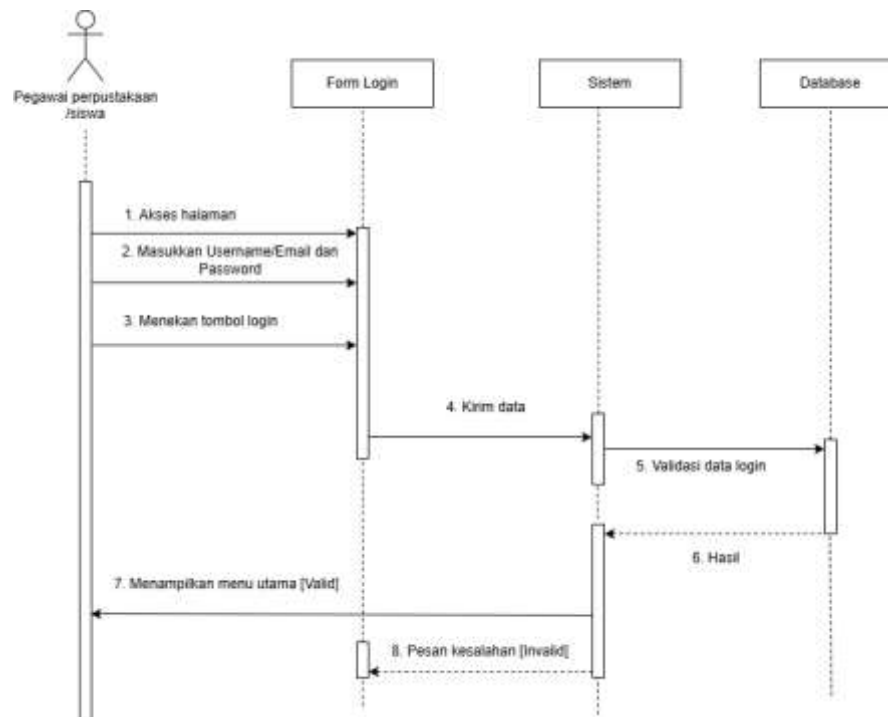 Pegawai perpustakaan
/siswa
Form Login
Sistem
Database
1. Akses halaman
2. Masukkan Username/Email dan
Password
3. Menekan tombol login
4. Kirim data
5. Validasi data login
6. Hasil
7. Menampilkan menu utama [Valid]
8. Pesan kesalahan [Invalid]